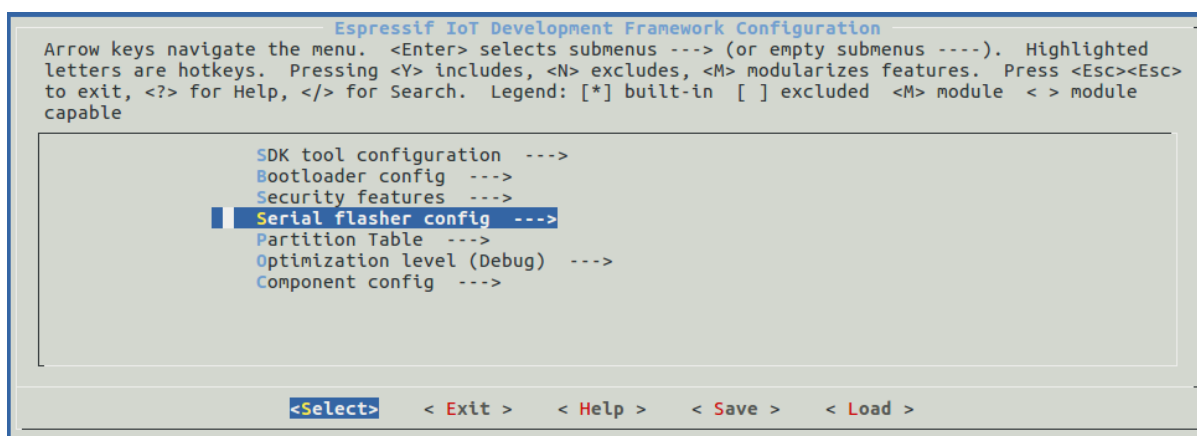 Espressif IoT Development Framework Configuration
Arrow keys navigate the menu.  <Enter> selects submenus ---> (or empty submenus ----).  Highlighted
letters are hotkeys.  Pressing <Y> includes, <N> excludes, <M> modularizes features.  Press <Esc><Esc>
to exit, <?> for Help, </> for Search.  Legend: [*] built-in  [ ] excluded  <M> module  < > module
capable
SDK tool configuration  --->
Bootloader config  --->
Security features  --->
Serial flasher config  --->
Partition Table  --->
Optimization level (Debug)  --->
Component config  --->
<Select>    < Exit >    < Help >    < Save >    < Load >